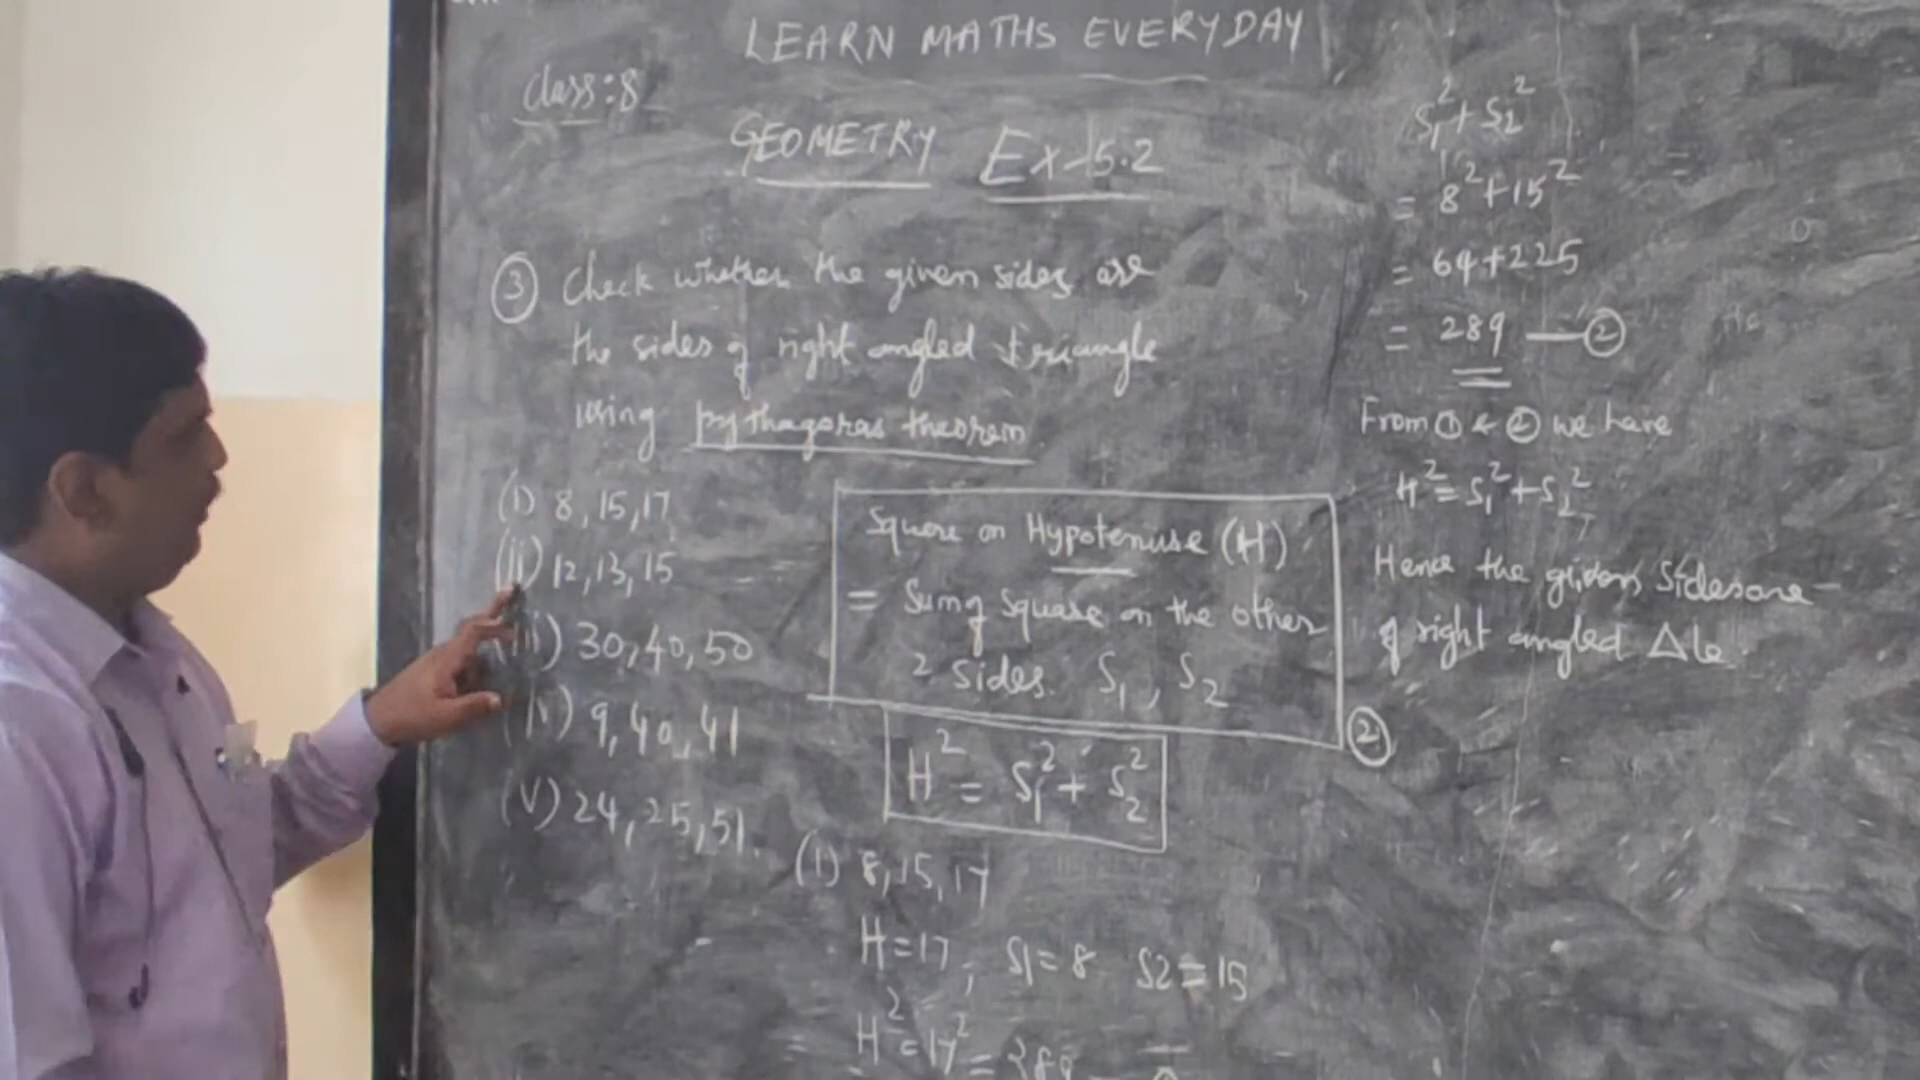 LEARN MATHS EVERYDAY
Class:8
GEOMETRY Ex-5.2
③ Check whether the given sides are
the sides of right angled triangle
using pythagoras theorem
(i) 8, 15, 17
(ii) 12, 13, 15
(iii) 30, 40, 50
(iv) 9, 40, 41
(V) 24, 25, 51.
Square on Hypotenuse (H)
= Sum of Square on the other
2 sides. S₁, S₂
H² = S₁² + S₂²
②
(i) 8, 15, 17
H=17, S1=8 S2=15
H²=17²=289
S₁² + S₂²
= 8² + 15²
= 64+225
= 289 — ②
From ① & ② we have
H² = S₁² + S₂²
Hence the given Sides are
of right angled Δle.